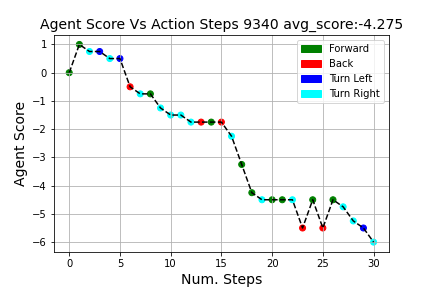 Agent Score Vs Action Steps 9340 avg_score:-4.275
Forward
Back
Turn Left
Turn Right
Agent Score
1
0
−1
−2
−3
−4
−5
−6
0 5 10 15 20 25 30
Num. Steps